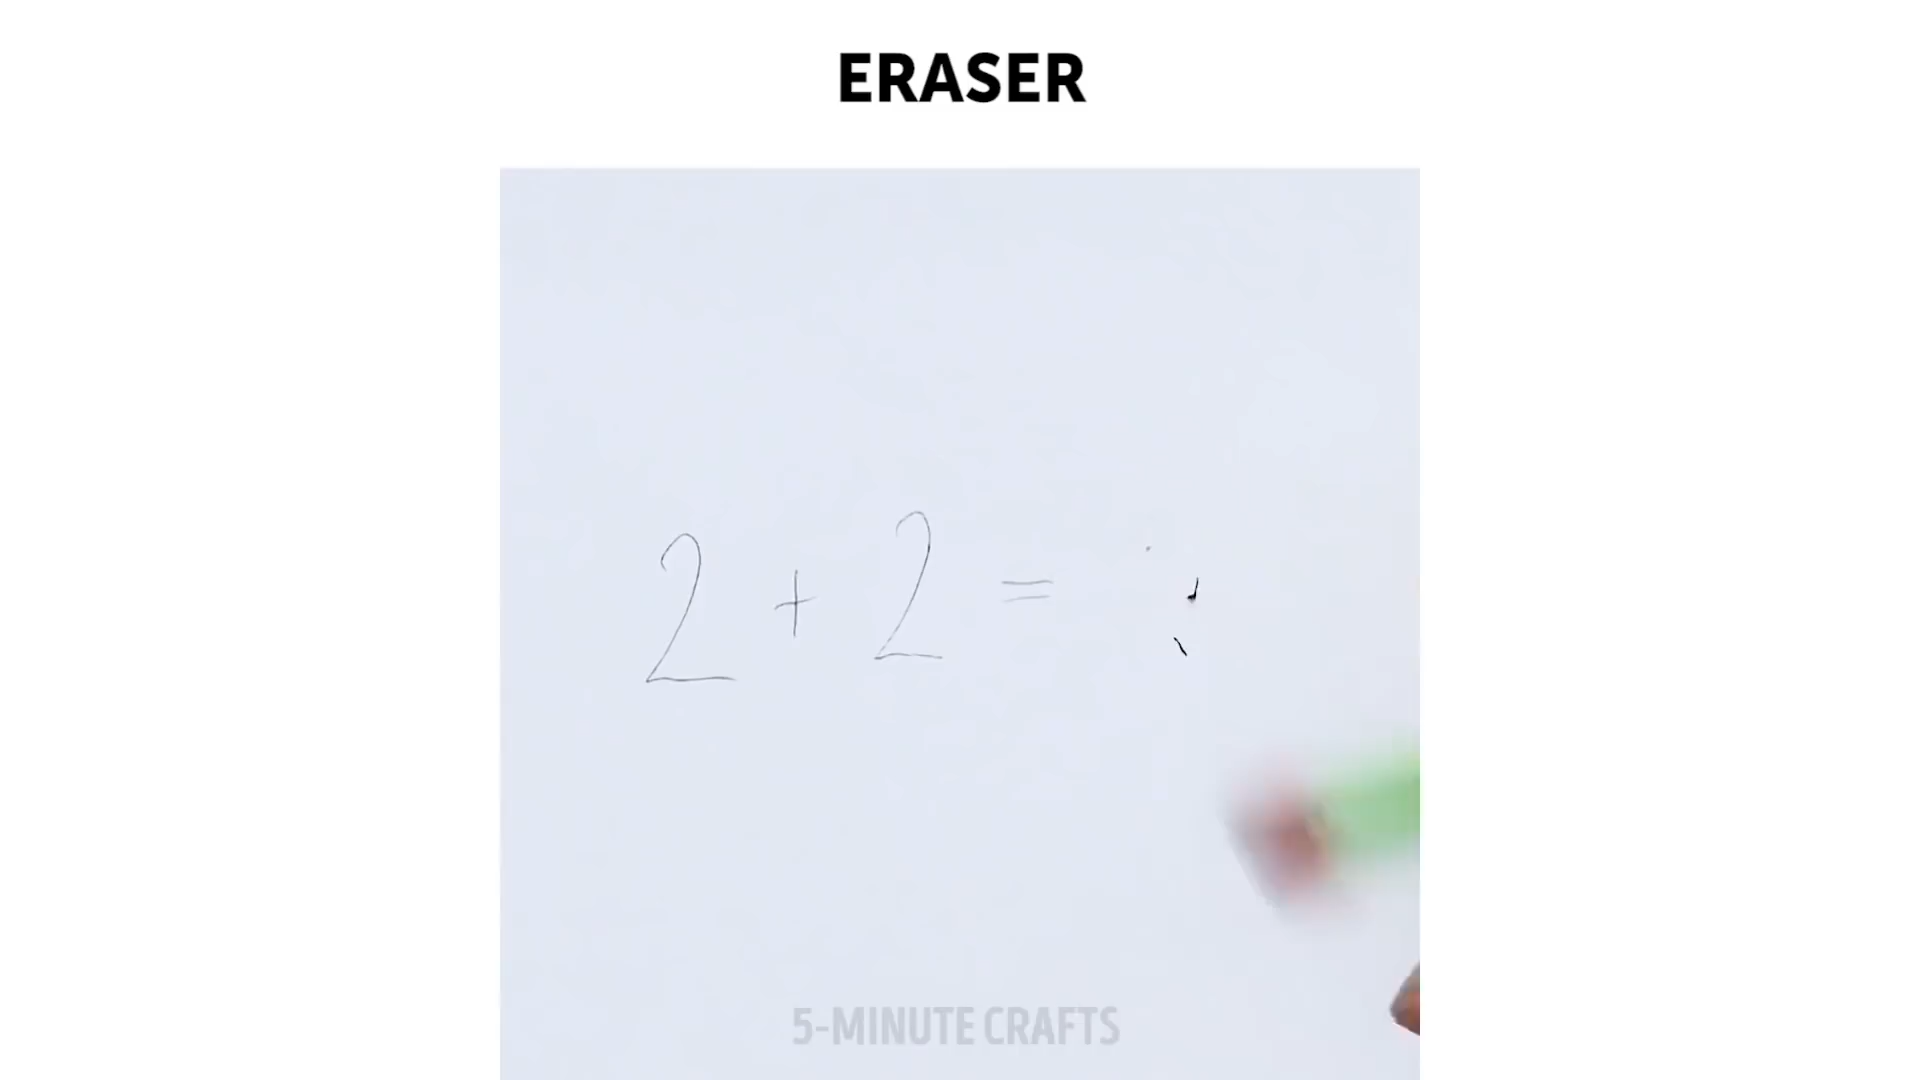 ERASER
2 + 2 =
5-MINUTE CRAFTS